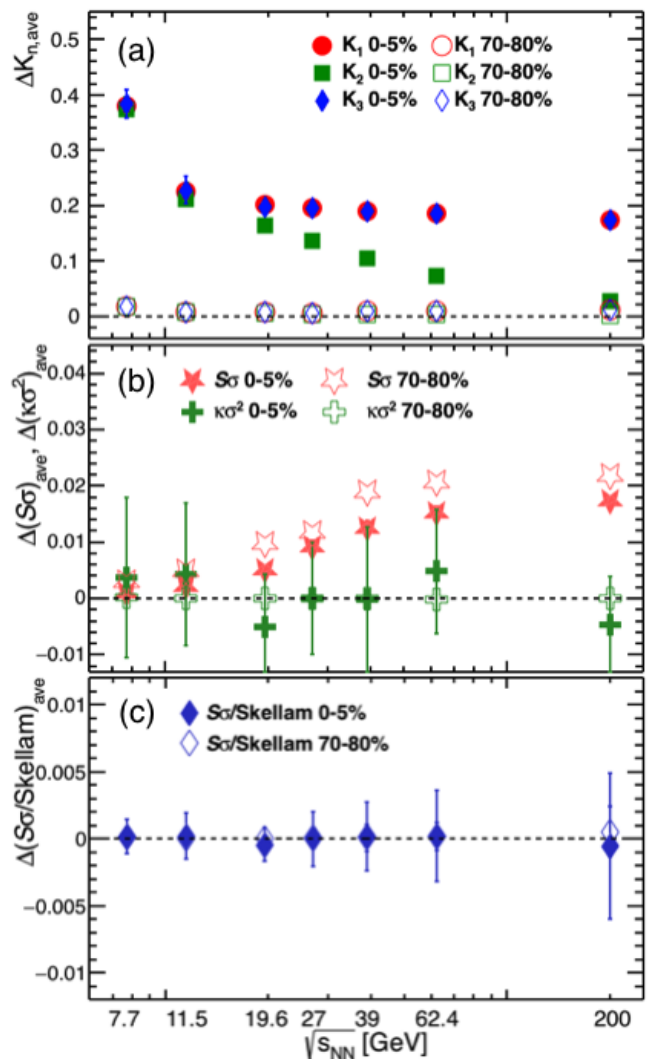 (a)
ΔK_n,ave
0.5
0.4
0.3
0.2
0.1
0
K₁ 0-5% K₁ 70-80%
K₂ 0-5% K₂ 70-80%
K₃ 0-5% K₃ 70-80%
(b)
Δ(Sσ)_ave, Δ(κσ²)_ave
0.04
0.03
0.02
0.01
0
−0.01
Sσ 0-5% Sσ 70-80%
κσ² 0-5% κσ² 70-80%
(c)
Δ(Sσ/Skellam)_ave
0.01
0.005
0
−0.005
−0.01
Sσ/Skellam 0-5%
Sσ/Skellam 70-80%
7.7 11.5 19.6 27 39 62.4 200
√s_NN [GeV]